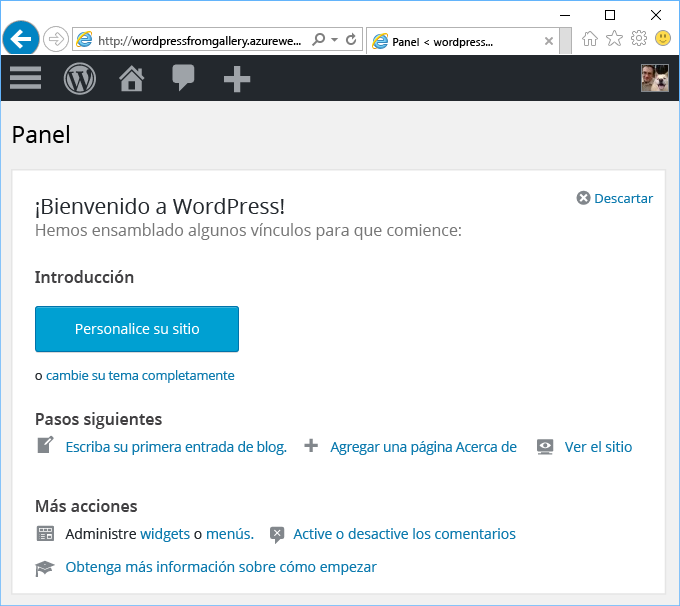 http://wordpressfromgallery.azurewe...
Panel < wordpress...
Panel
¡Bienvenido a WordPress!
Descartar
Hemos ensamblado algunos vínculos para que comience:
Introducción
Personalice su sitio
o cambie su tema completamente
Pasos siguientes
Escriba su primera entrada de blog. Agregar una página Acerca de Ver el sitio
Más acciones
Administre widgets o menús. Active o desactive los comentarios
Obtenga más información sobre cómo empezar